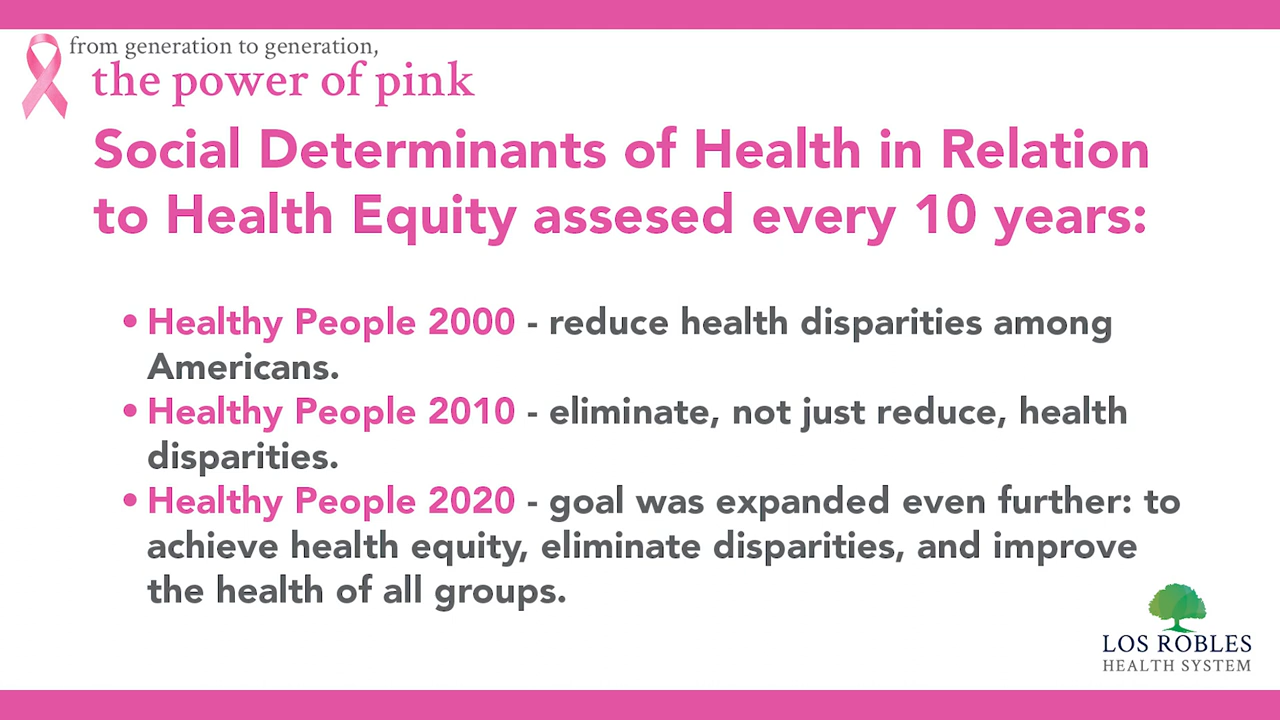 from generation to generation,
the power of pink
Social Determinants of Health in Relation
to Health Equity assesed every 10 years:
• Healthy People 2000 - reduce health disparities among
Americans.
• Healthy People 2010 - eliminate, not just reduce, health
disparities.
• Healthy People 2020 - goal was expanded even further: to
achieve health equity, eliminate disparities, and improve
the health of all groups.
LOS ROBLES
HEALTH SYSTEM